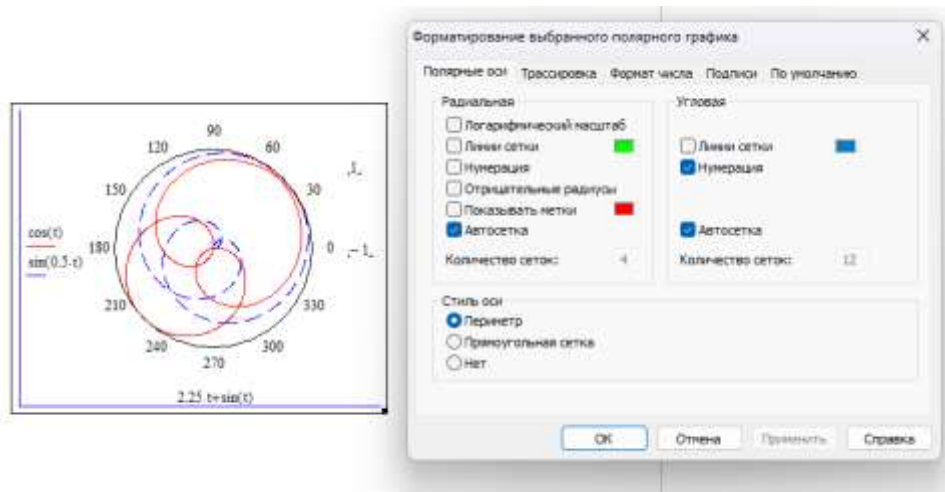 90
120 60
150 30
180 0
210 330
240 300
270
cos(t)
sin(0.5·t)
,1,
,−1,
2.25 t+sin(t)
Форматирование выбранного полярного графика
Полярные оси Трассировка Формат числа Подписи По умолчанию
Радиальная
Логарифмический масштаб
Линии сетки
Нумерация
Отрицательные радиусы
Показывать метки
Автосетка
Количество сеток: 4
Угловая
Линии сетки
Нумерация
Автосетка
Количество сеток: 12
Стиль оси
Периметр
Прямоугольная сетка
Нет
ОК Отмена Применить Справка